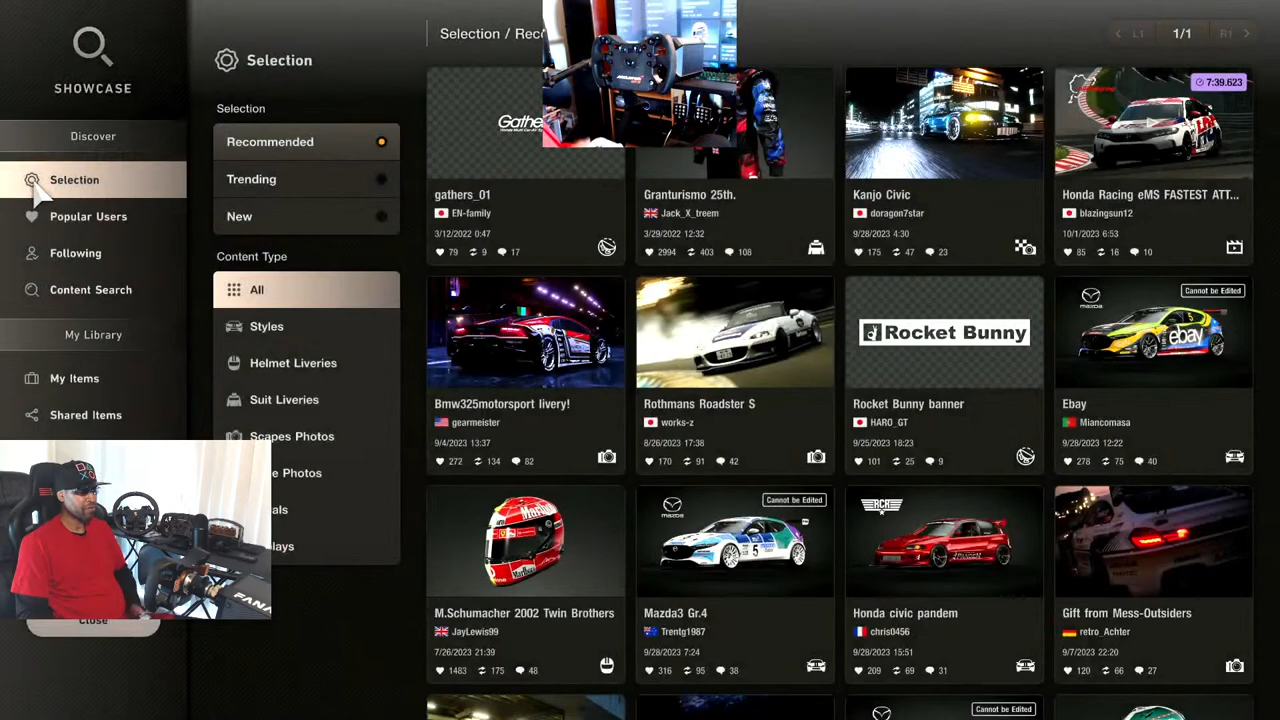 SHOWCASE
Discover
Selection
Popular Users
Following
Content Search
My Library
My Items
Shared Items
Close
Selection
Selection
Recommended
Trending
New
Content Type
All
Styles
Helmet Liveries
Suit Liveries
Scapes Photos
Photos
Selection /
L1 1/1 R1
gathers_01
EN-family
3/12/2022 0:47
79 9 17
Granturismo 25th.
Jack_X_treem
3/29/2022 12:32
2994 403 108
Kanjo Civic
doragon7star
9/28/2023 4:30
175 47 23
7:39.623
Honda Racing eMS FASTEST ATT...
blazingsun12
10/1/2023 6:53
85 16 10
Bmw325motorsport livery!
gearmeister
9/4/2023 13:37
272 134 82
Rothmans Roadster S
works-z
8/26/2023 17:38
170 91 42
Rocket Bunny
Rocket Bunny banner
HARO_GT
9/25/2023 18:23
101 25 9
Cannot be Edited
mazda
ebay
Ebay
Miancomasa
9/28/2023 12:22
278 75 40
M.Schumacher 2002 Twin Brothers
JayLewis99
7/26/2023 21:39
1483 175 48
Cannot be Edited
mazda
5
Mazda3 Gr.4
Trentg1987
9/28/2023 7:24
316 95 38
RCR
Honda civic pandem
chris0456
9/28/2023 15:51
209 69 31
Gift from Mess-Outsiders
retro_Achter
9/7/2023 22:20
120 66 27
Cannot be Edited